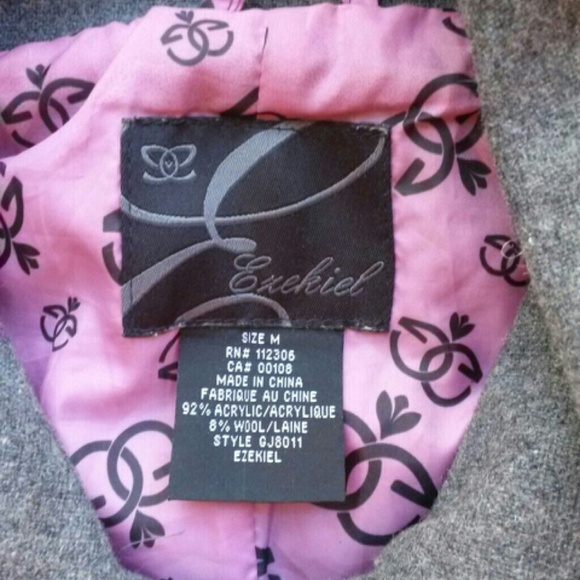 Ezekiel
SIZE M
RN# 112306
CA# 00108
MADE IN CHINA
FABRIQUE AU CHINE
92% ACRYLIC/ACRYLIQUE
8% WOOL/LAINE
STYLE GJ8011
EZEKIEL